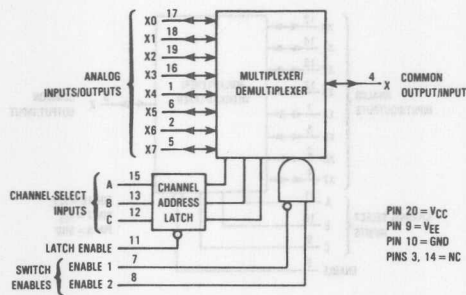 X0 17
X1 18
X2 19
X3 16
X4 1
X5 6
X6 2
X7 5
ANALOG
INPUTS/OUTPUTS
MULTIPLEXER/
DEMULTIPLEXER
4 X
COMMON
OUTPUT/INPUT
CHANNEL-SELECT
INPUTS
A 15
B 13
C 12
CHANNEL
ADDRESS
LATCH
LATCH ENABLE 11
SWITCH
ENABLES
ENABLE 1 7
ENABLE 2 8
PIN 20 = VCC
PIN 9 = VEE
PIN 10 = GND
PINS 3, 14 = NC